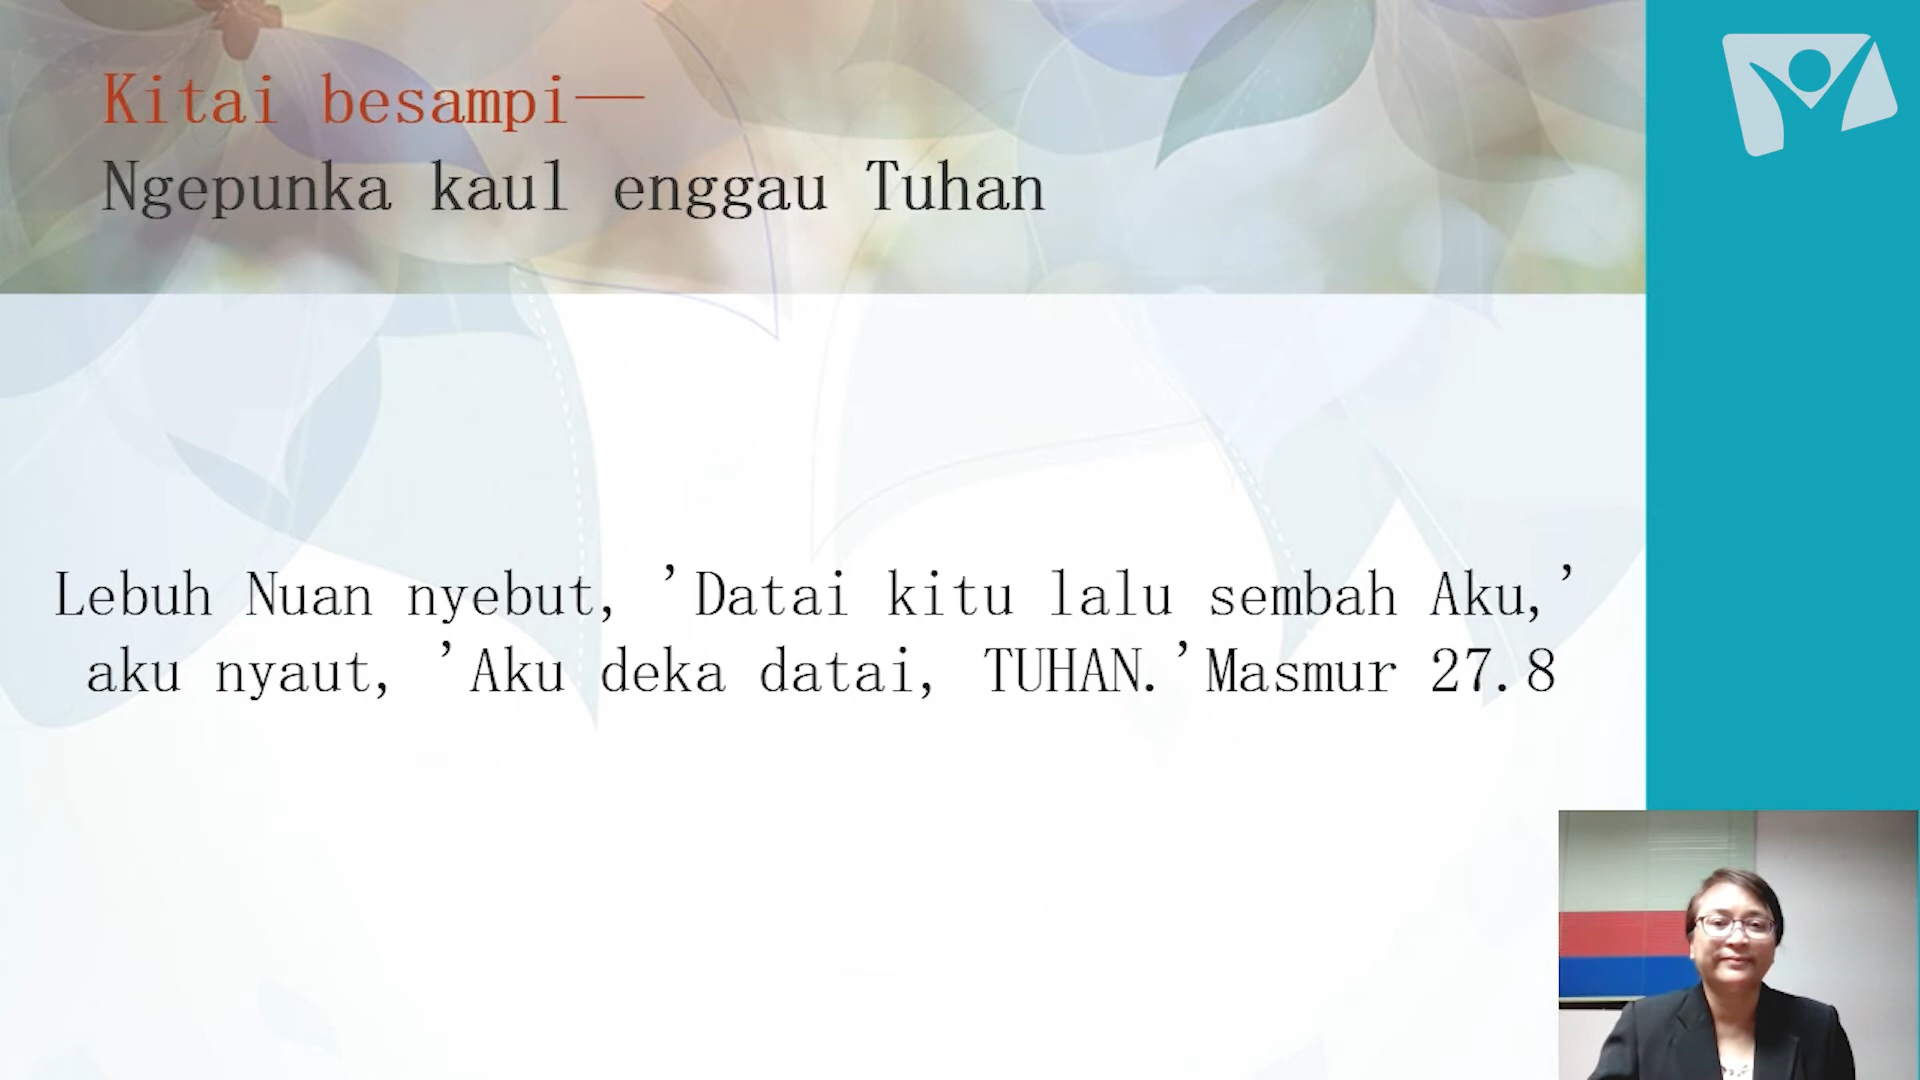 Kitai besampi—
Ngepunka kaul enggau Tuhan
Lebuh Nuan nyebut, ’Datai kitu lalu sembah Aku,’
aku nyaut, ’Aku deka datai, TUHAN.’Masmur 27.8